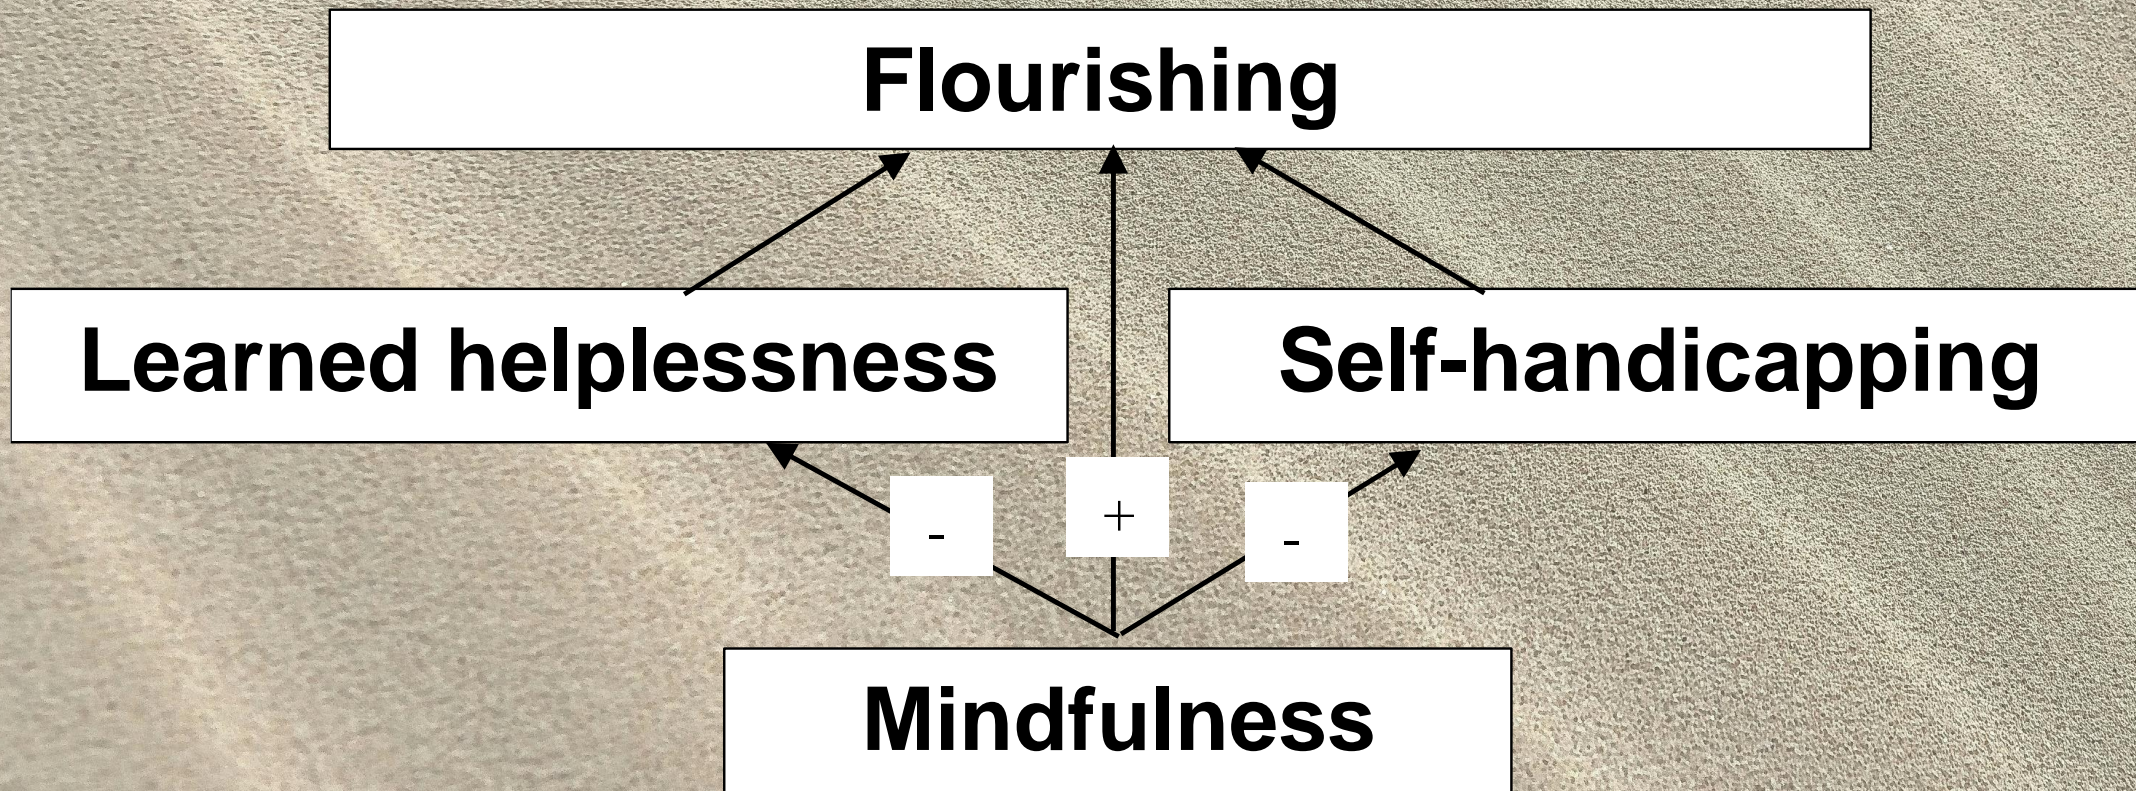 Flourishing
Learned helplessness
Self-handicapping
- + -
Mindfulness